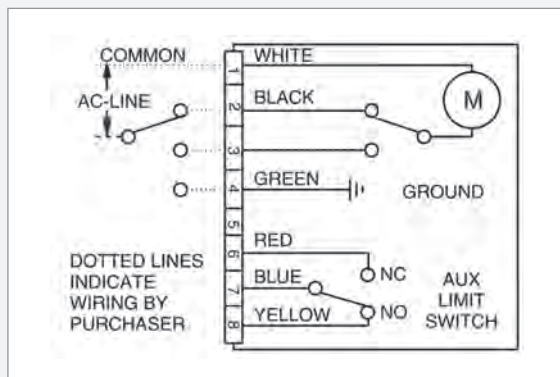 COMMON
AC-LINE
1
2
3
4
5
6
7
8
WHITE
BLACK
M
GREEN
GROUND
RED
NC
BLUE
NO
YELLOW
AUX
LIMIT
SWITCH
DOTTED LINES
INDICATE
WIRING BY
PURCHASER